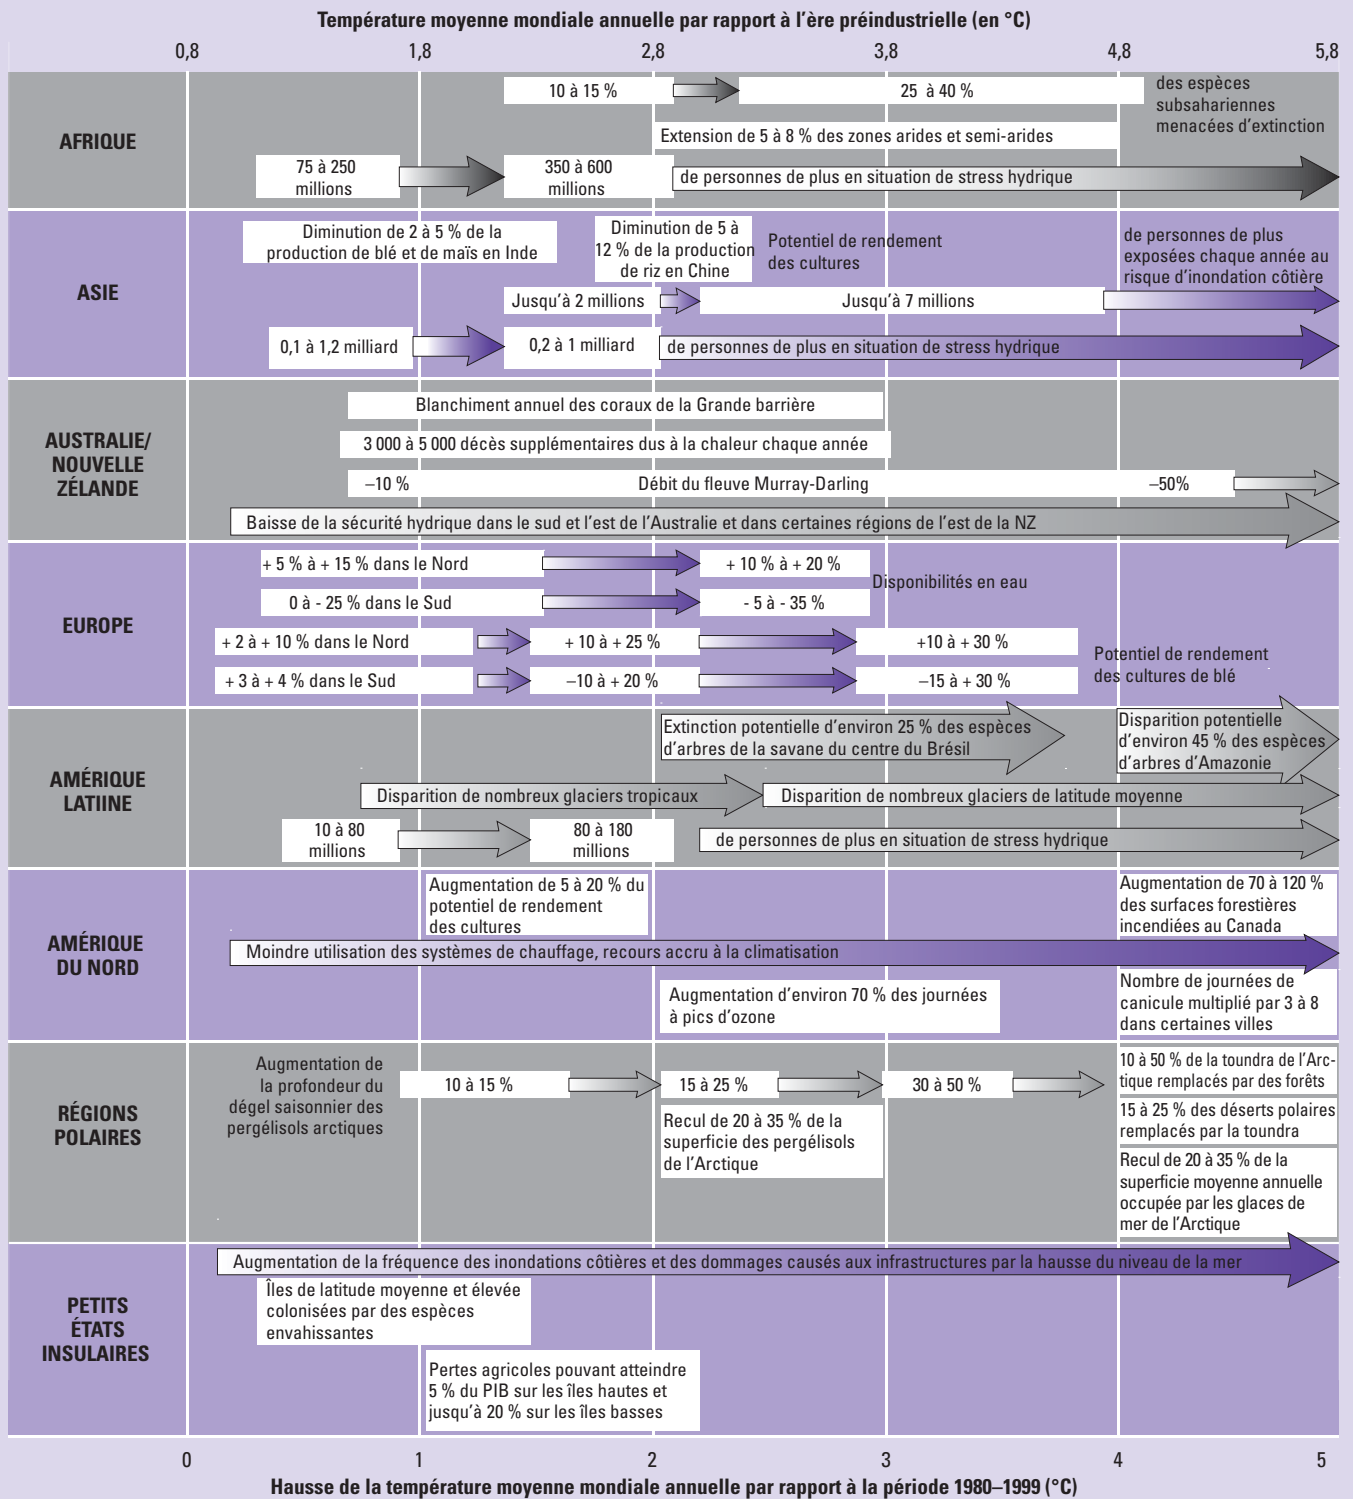 Température moyenne mondiale annuelle par rapport à l'ère préindustrielle (en °C)
0,8 1,8 2,8 3,8 4,8 5,8
AFRIQUE
10 à 15 %
25 à 40 %
des espèces
subsahariennes
menacées d'extinction
Extension de 5 à 8 % des zones arides et semi-arides
75 à 250
millions
350 à 600
millions
de personnes de plus en situation de stress hydrique
ASIE
Diminution de 2 à 5 % de la
production de blé et de maïs en Inde
Diminution de 5 à
12 % de la production
de riz en Chine
Potentiel de rendement
des cultures
de personnes de plus
exposées chaque année au
risque d'inondation côtière
Jusqu'à 2 millions
Jusqu'à 7 millions
0,1 à 1,2 milliard
0,2 à 1 milliard
de personnes de plus en situation de stress hydrique
AUSTRALIE/
NOUVELLE
ZÉLANDE
Blanchiment annuel des coraux de la Grande barrière
3 000 à 5 000 décès supplémentaires dus à la chaleur chaque année
–10 %
Débit du fleuve Murray-Darling
–50%
Baisse de la sécurité hydrique dans le sud et l'est de l'Australie et dans certaines régions de l'est de la NZ
EUROPE
+ 5 % à + 15 % dans le Nord
+ 10 % à + 20 %
Disponibilités en eau
0 à - 25 % dans le Sud
- 5 à - 35 %
+ 2 à + 10 % dans le Nord
+ 10 à + 25 %
+10 à + 30 %
Potentiel de rendement
des cultures de blé
+ 3 à + 4 % dans le Sud
–10 à + 20 %
–15 à + 30 %
AMÉRIQUE
LATIINE
Extinction potentielle d'environ 25 % des espèces
d'arbres de la savane du centre du Brésil
Disparition potentielle
d'environ 45 % des espèces
d'arbres d'Amazonie
Disparition de nombreux glaciers tropicaux
Disparition de nombreux glaciers de latitude moyenne
10 à 80
millions
80 à 180
millions
de personnes de plus en situation de stress hydrique
AMÉRIQUE
DU NORD
Augmentation de 5 à 20 % du
potentiel de rendement
des cultures
Augmentation de 70 à 120 %
des surfaces forestières
incendiées au Canada
Moindre utilisation des systèmes de chauffage, recours accru à la climatisation
Augmentation d'environ 70 % des journées
à pics d'ozone
Nombre de journées de
canicule multiplié par 3 à 8
dans certaines villes
RÉGIONS
POLAIRES
Augmentation de
la profondeur du
dégel saisonnier des
pergélisols arctiques
10 à 15 %
15 à 25 %
30 à 50 %
10 à 50 % de la toundra de l'Arc-
tique remplacés par des forêts
Recul de 20 à 35 % de la
superficie des pergélisols
de l'Arctique
15 à 25 % des déserts polaires
remplacés par la toundra
Recul de 20 à 35 % de la
superficie moyenne annuelle
occupée par les glaces de
mer de l'Arctique
PETITS
ÉTATS
INSULAIRES
Augmentation de la fréquence des inondations côtières et des dommages causés aux infrastructures par la hausse du niveau de la mer
Îles de latitude moyenne et élevée
colonisées par des espèces
envahissantes
Pertes agricoles pouvant atteindre
5 % du PIB sur les îles hautes et
jusqu'à 20 % sur les îles basses
0 1 2 3 4 5
Hausse de la température moyenne mondiale annuelle par rapport à la période 1980–1999 (°C)